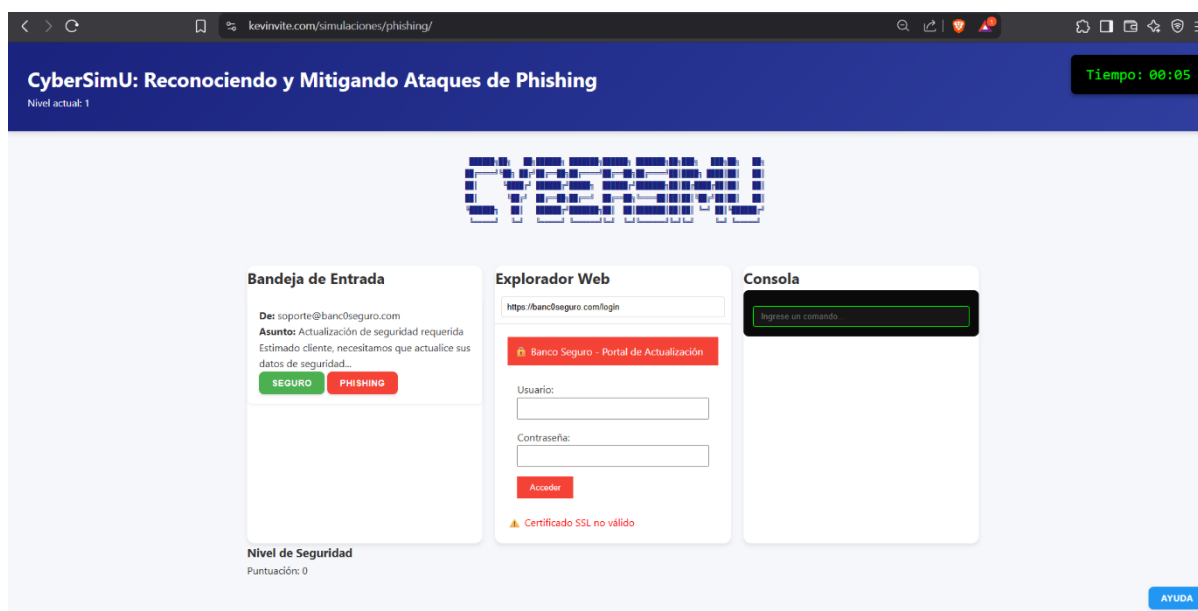 kevinvite.com/simulaciones/phishing/
CyberSimU: Reconociendo y Mitigando Ataques de Phishing
Nivel actual: 1
Tiempo: 00:05
CYBERSIMU
Bandeja de Entrada
De: soporte@banc0seguro.com
Asunto: Actualización de seguridad requerida
Estimado cliente, necesitamos que actualice sus
datos de seguridad...
SEGURO PHISHING
Explorador Web
https://banc0seguro.com/login
Banco Seguro - Portal de Actualización
Usuario:
Contraseña:
Acceder
Certificado SSL no válido
Consola
Ingrese un comando...
Nivel de Seguridad
Puntuación: 0
AYUDA